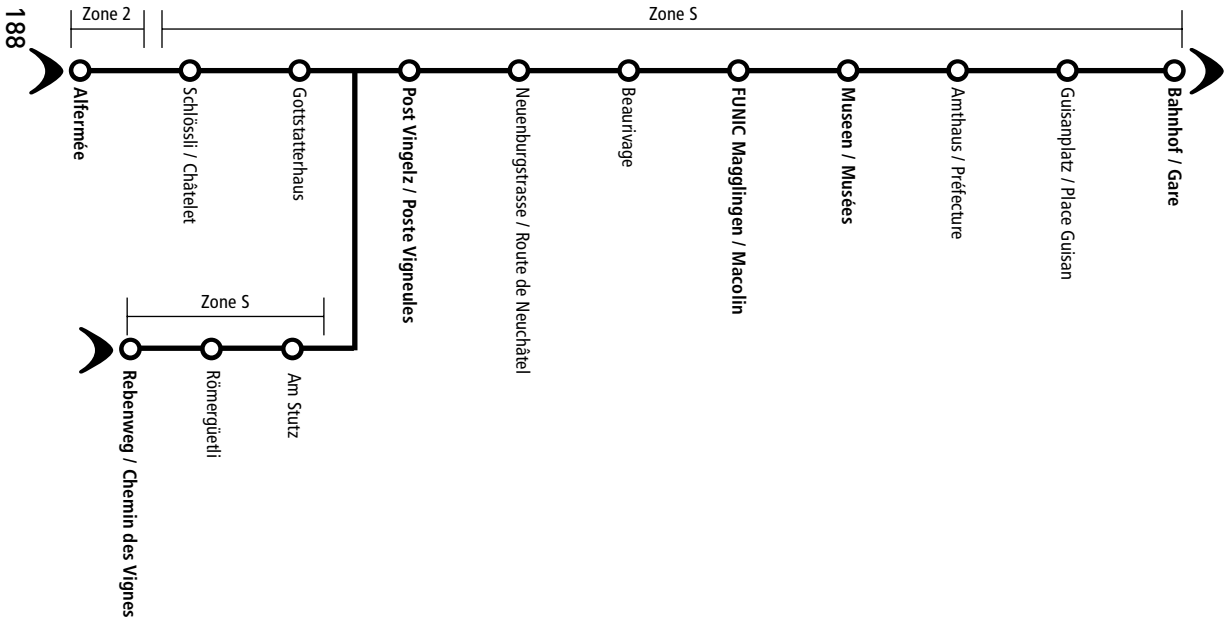 188
Zone 2
Zone S
Alfermée
Schlössli / Châtelet
Gottstatterhaus
Post Vingelz / Poste Vigneules
Neuenburgstrasse / Route de Neuchâtel
Beaurivage
FUNIC Magglingen / Macolin
Museen / Musées
Amthaus / Préfecture
Guisanplatz / Place Guisan
Bahnhof / Gare
Zone S
Rebenweg / Chemin des Vignes
Römergüetli
Am Stutz